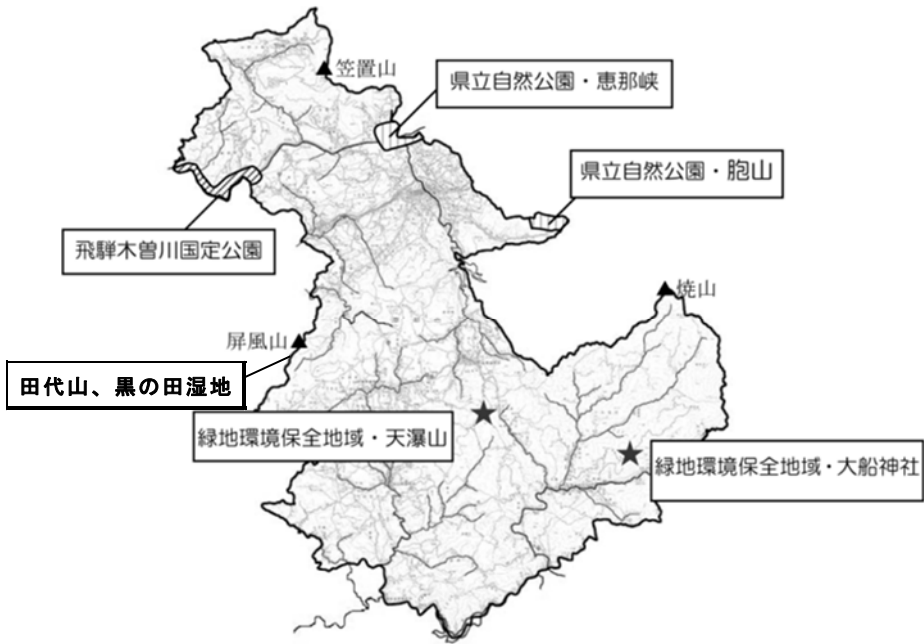 笠置山
県立自然公園・恵那峡
県立自然公園・胞山
飛騨木曽川国定公園
焼山
屏風山
田代山、黒の田湿地
緑地環境保全地域・天瀑山
緑地環境保全地域・大船神社